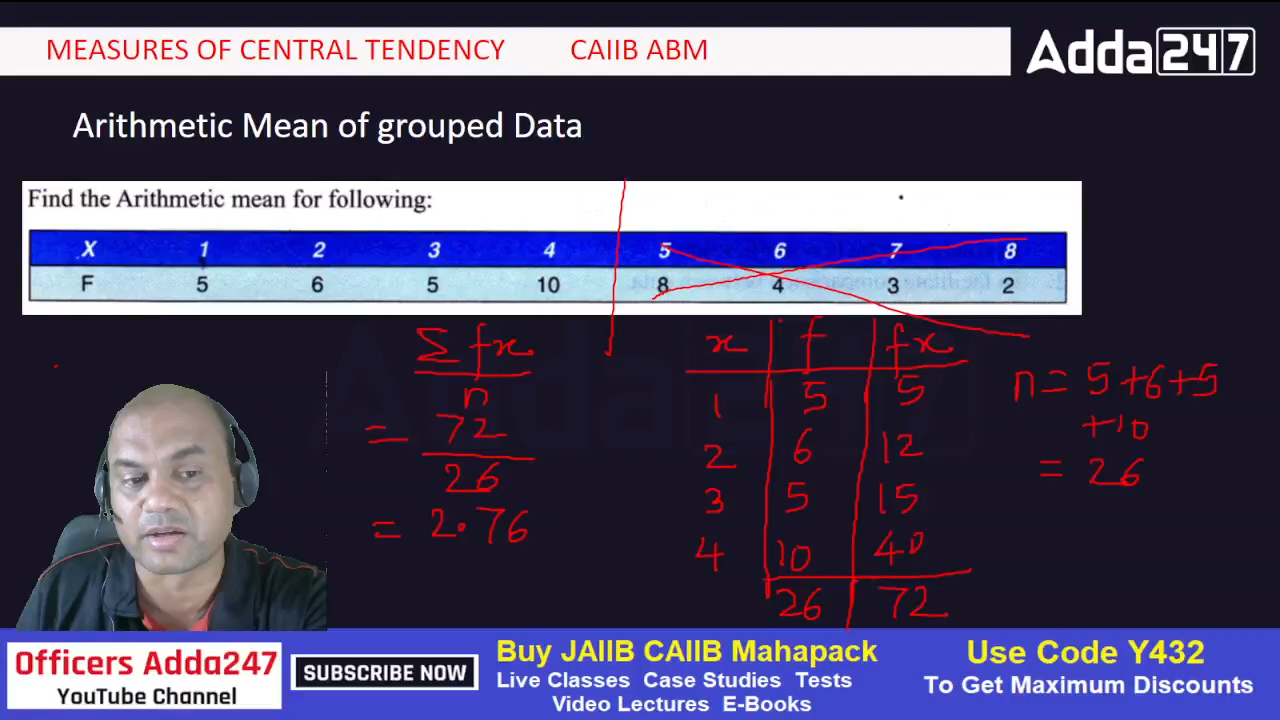 MEASURES OF CENTRAL TENDENCY CAIIB ABM
Adda247
Arithmetic Mean of grouped Data
Find the Arithmetic mean for following:
X 1 2 3 4 5 6 7 8
F 5 6 5 10 8 4 3 2
Σ fx
n
= 72
26
= 2.76
x f fx
1 5 5
2 6 12
3 5 15
4 10 40
26 72
n = 5+6+5
+10
= 26
Officers Adda247
YouTube Channel
SUBSCRIBE NOW
Buy JAIIB CAIIB Mahapack
Live Classes Case Studies Tests
Video Lectures E-Books
Use Code Y432
To Get Maximum Discounts